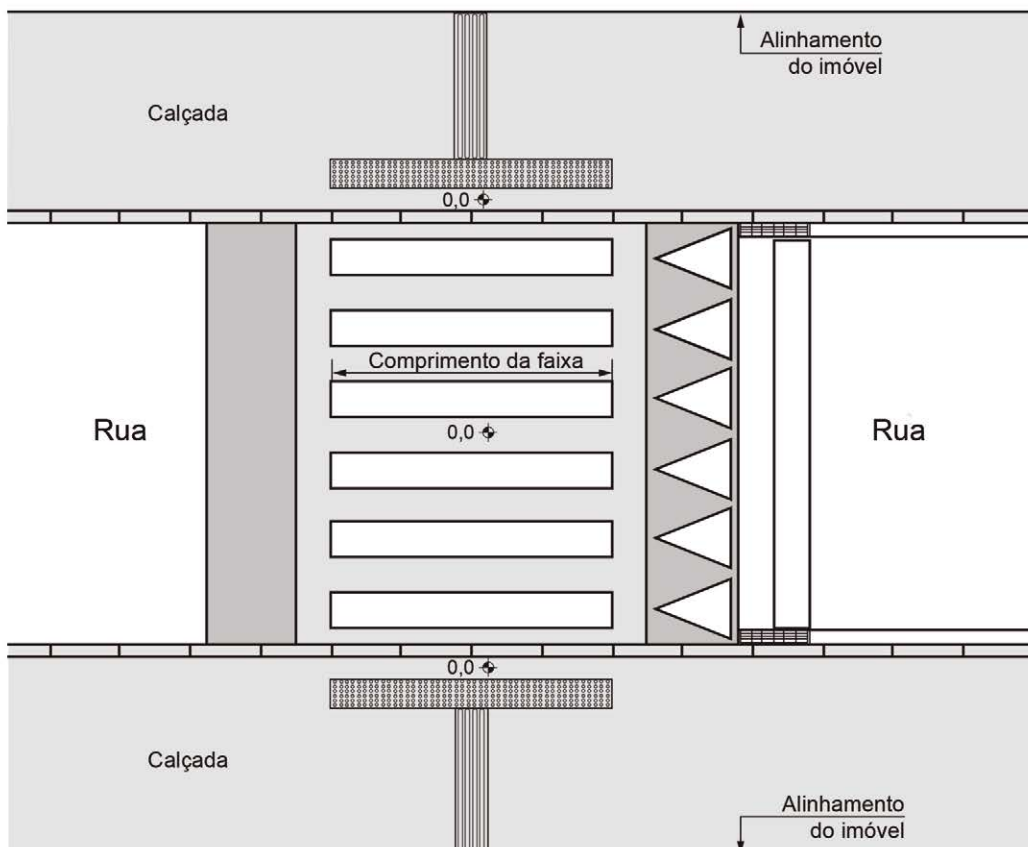 Alinhamento
do imóvel
Calçada
0,0
Comprimento da faixa
Rua
0,0
Rua
0,0
Calçada
Alinhamento
do imóvel